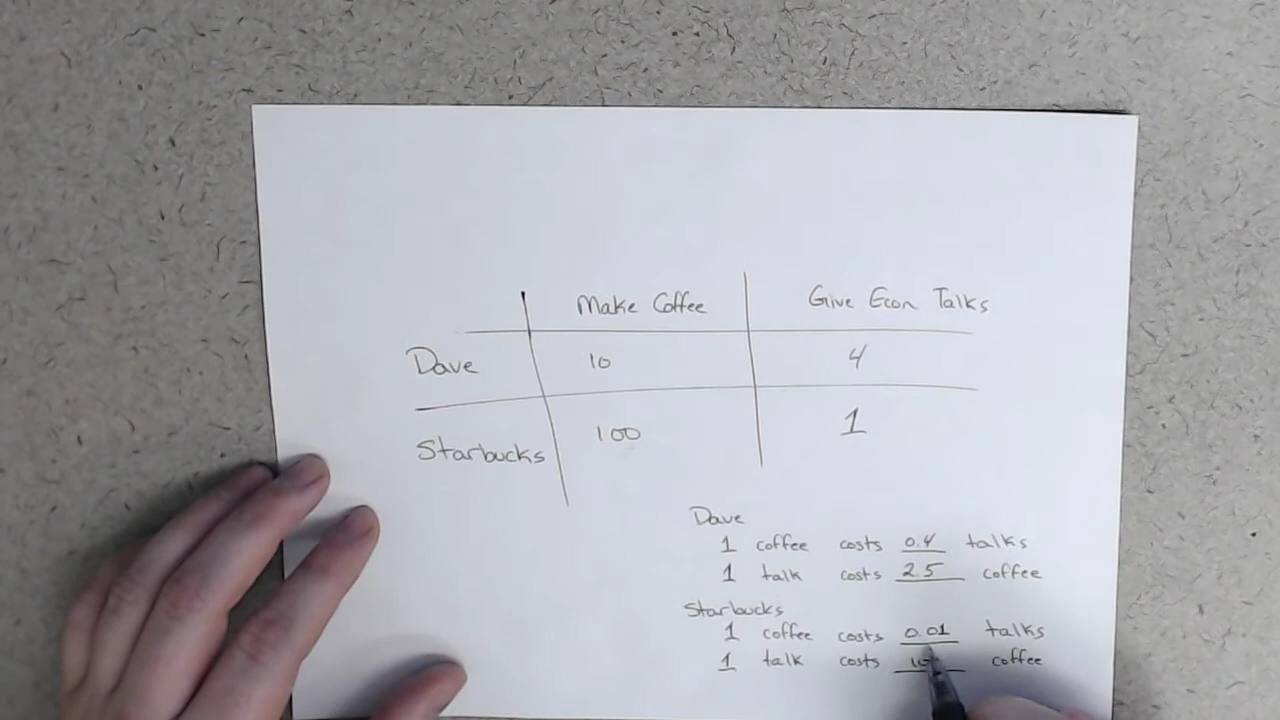 Make Coffee Give Econ Talks
Dave 10 4
Starbucks 100 1
Dave
1 coffee costs 0.4 talks
1 talk costs 2.5 coffee
Starbucks
1 coffee costs 0.01 talks
1 talk costs coffee